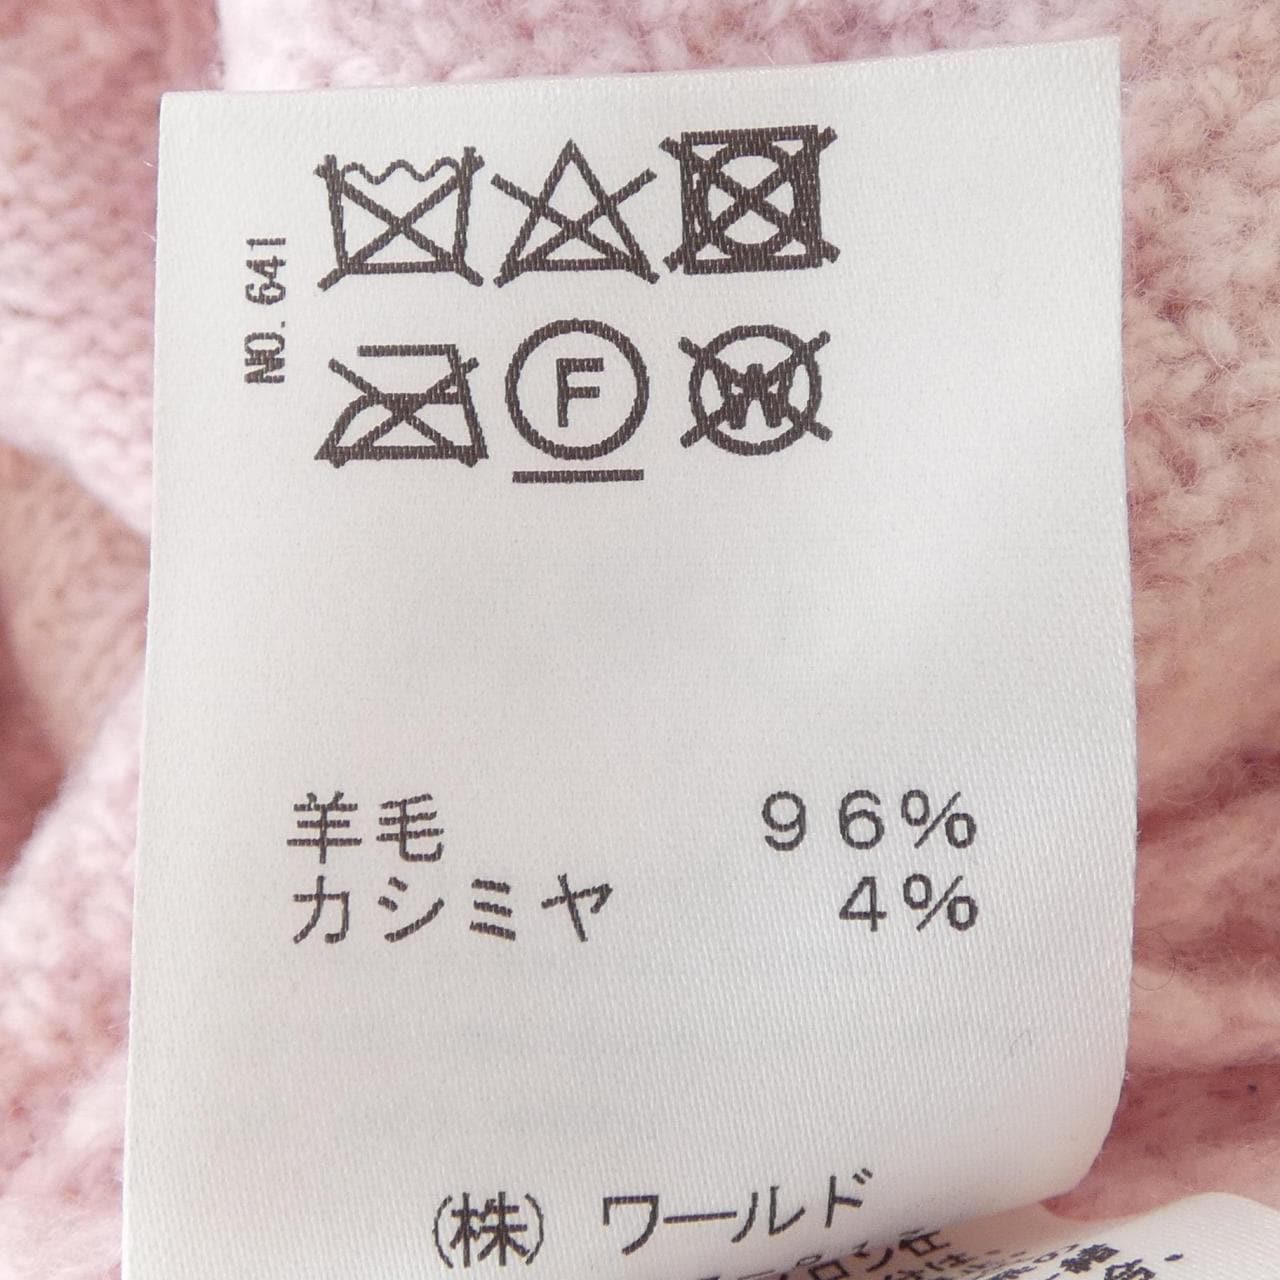 NO. 641
F
W
羊毛 96%
カシミヤ 4%
(株) ワールド